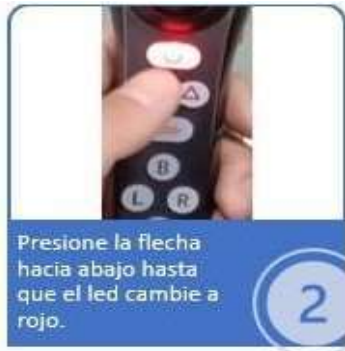 B
L R
Presione la flecha
hacia abajo hasta
que el led cambie a
rojo.
2